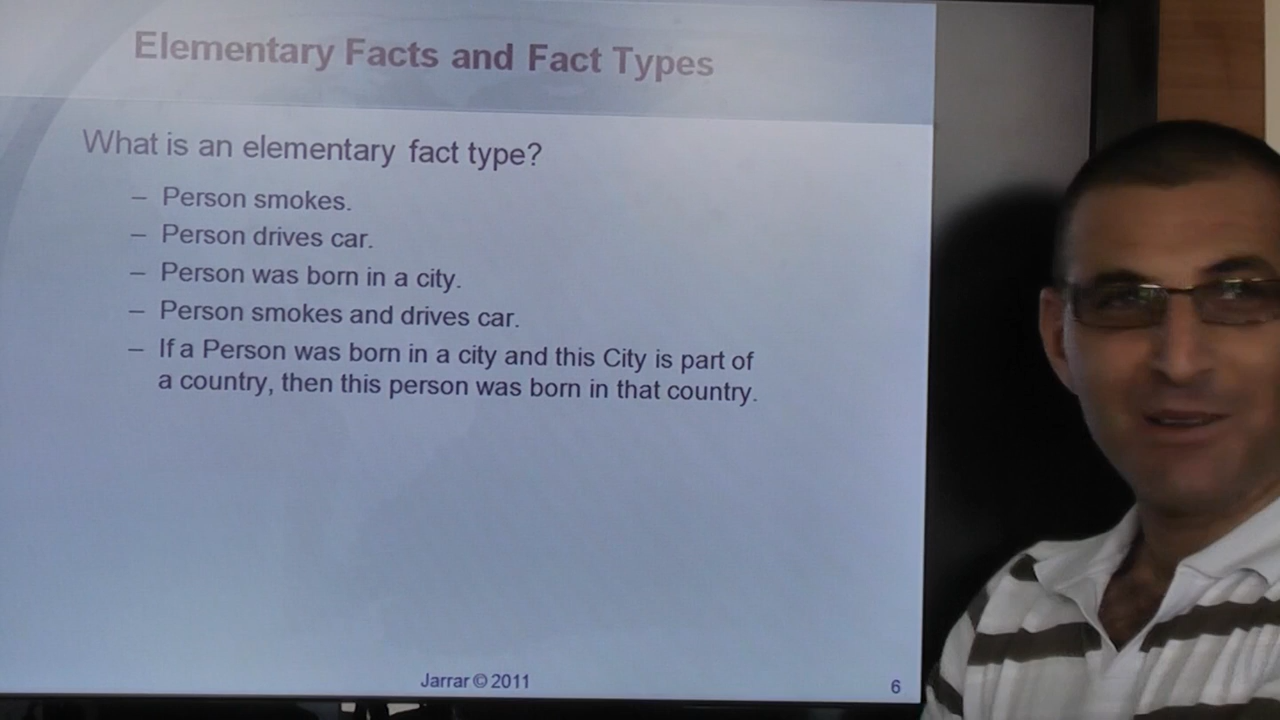 Elementary Facts and Fact Types
What is an elementary fact type?
– Person smokes.
– Person drives car.
– Person was born in a city.
– Person smokes and drives car.
– If a Person was born in a city and this City is part of
a country, then this person was born in that country.
Jarrar © 2011
6